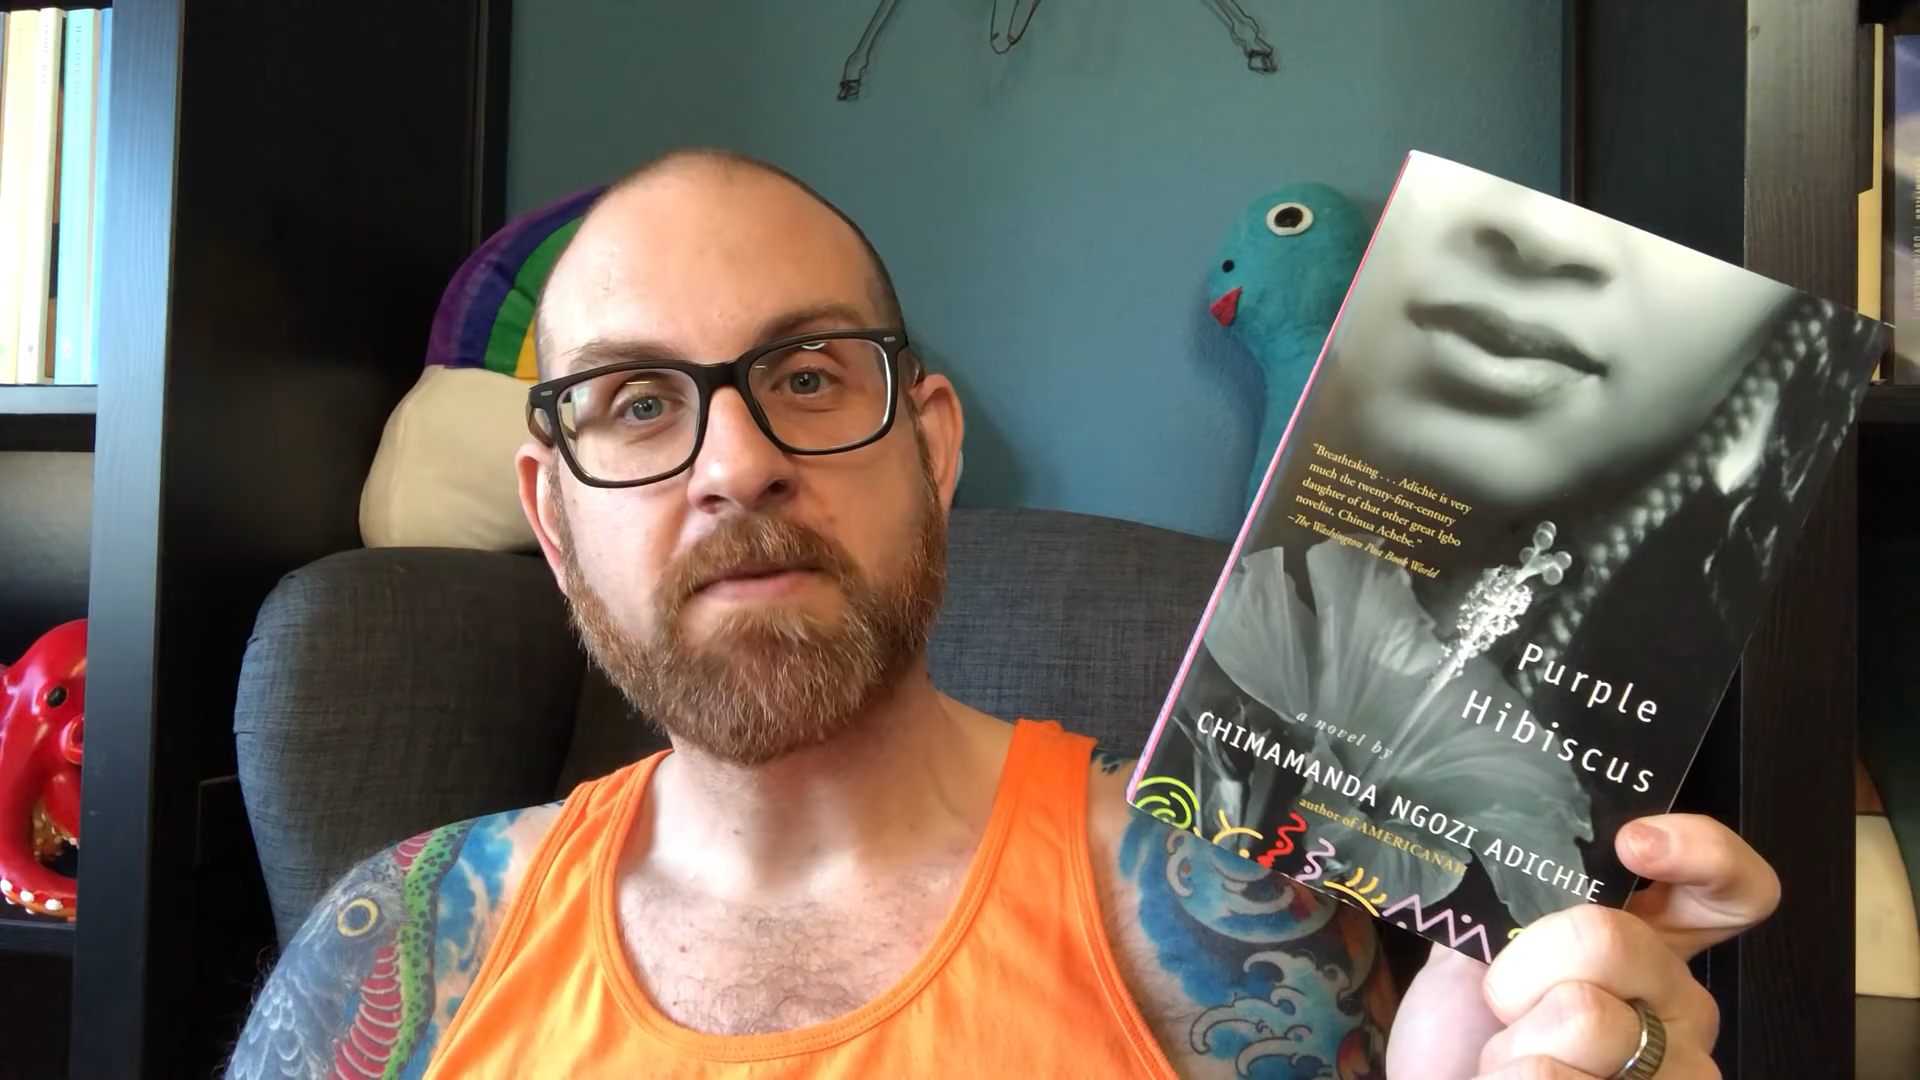 "Breathtaking . . . Adichie is very
much the twenty-first-century
daughter of that other great Igbo
novelist, Chinua Achebe."
—The Washington Post Book World
Purple
Hibiscus
a novel by
CHIMAMANDA NGOZI ADICHIE
author of AMERICANAH